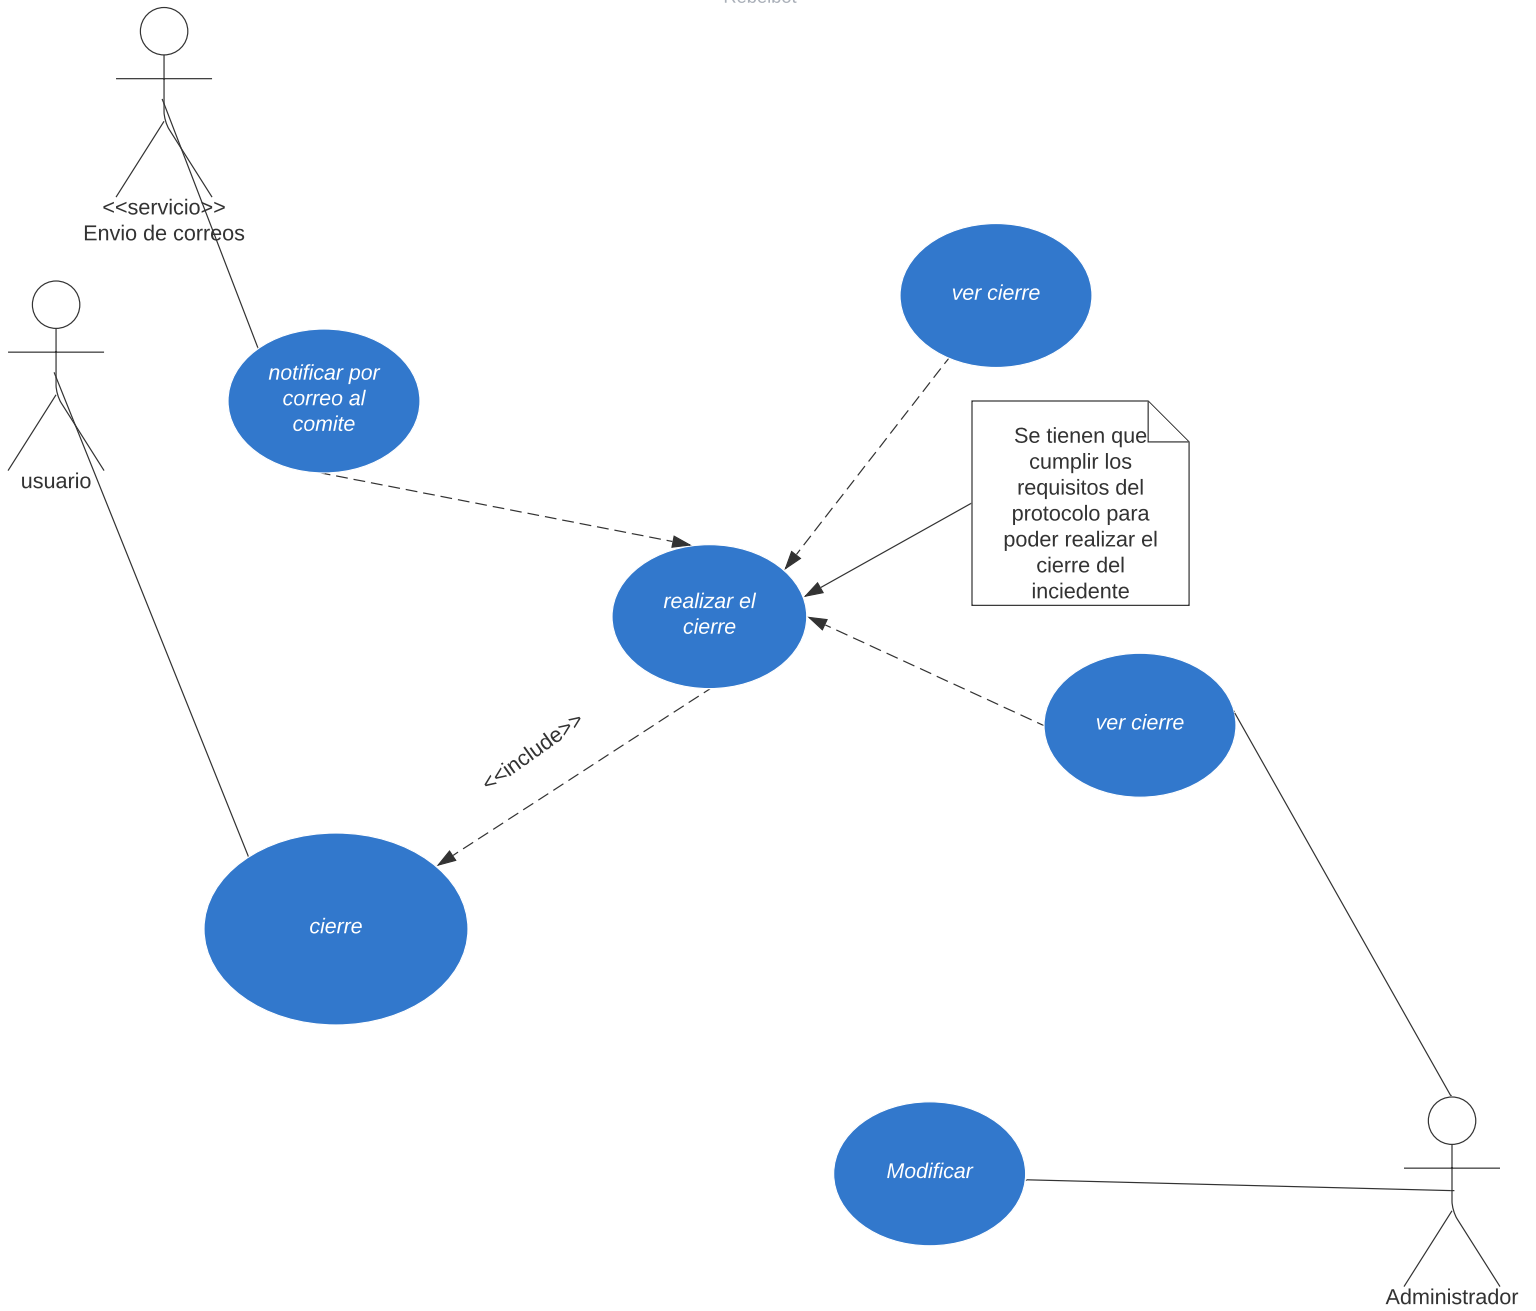 <<servicio>>
Envio de correos
usuario
notificar por
correo al
comite
ver cierre
Se tienen que
cumplir los
requisitos del
protocolo para
poder realizar el
cierre del
inciedente
realizar el
cierre
ver cierre
<<include>>
cierre
Modificar
Administrador